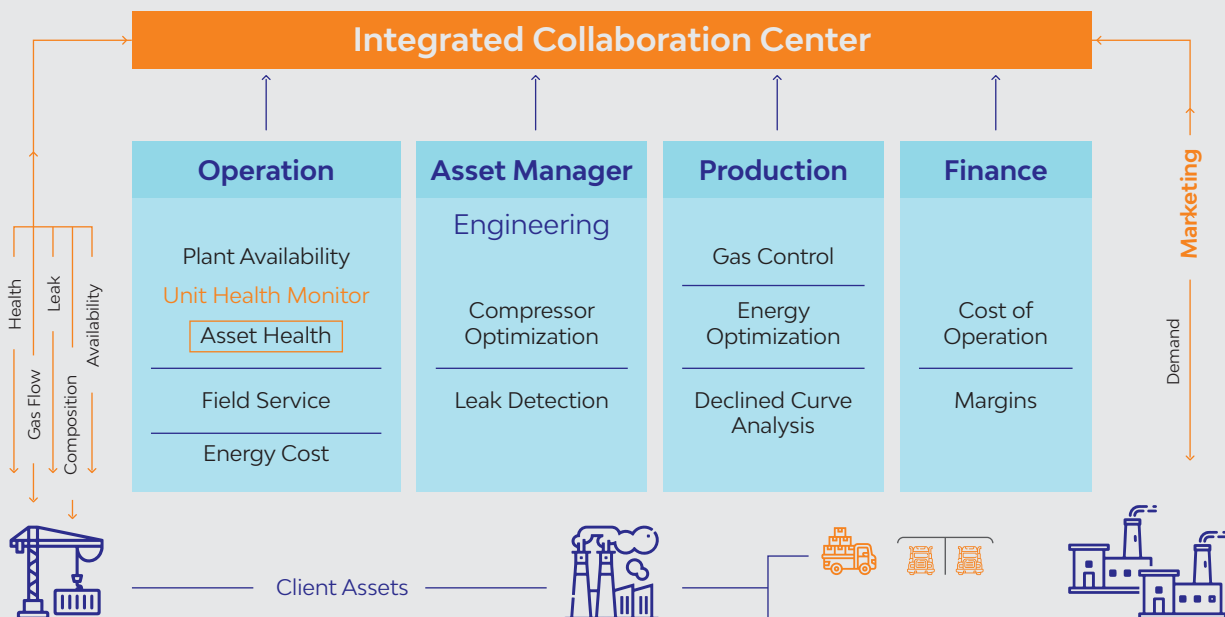 Integrated Collaboration Center
Operation
Plant Availability
Unit Health Monitor
Asset Health
Field Service
Energy Cost
Asset Manager
Engineering
Compressor
Optimization
Leak Detection
Production
Gas Control
Energy
Optimization
Declined Curve
Analysis
Finance
Cost of
Operation
Margins
Health
Gas Flow
Leak
Composition
Availability
Marketing
Demand
Client Assets